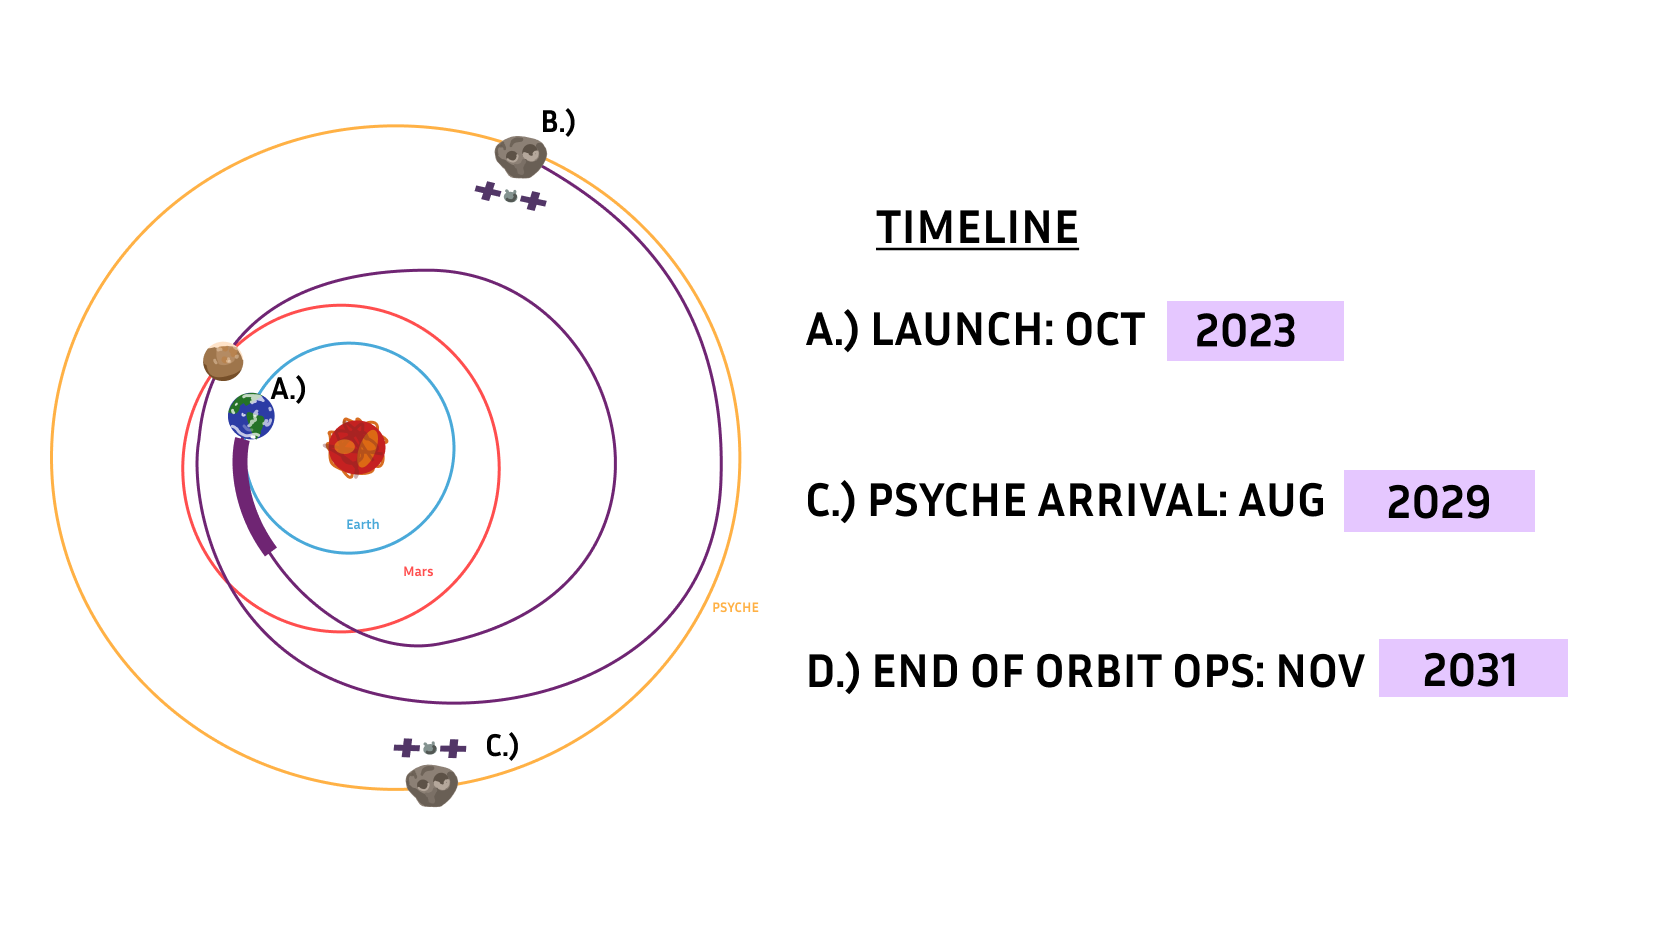 B.)
A.)
Earth
Mars
PSYCHE
C.)
TIMELINE
A.) LAUNCH: OCT 2023
C.) PSYCHE ARRIVAL: AUG 2029
D.) END OF ORBIT OPS: NOV 2031